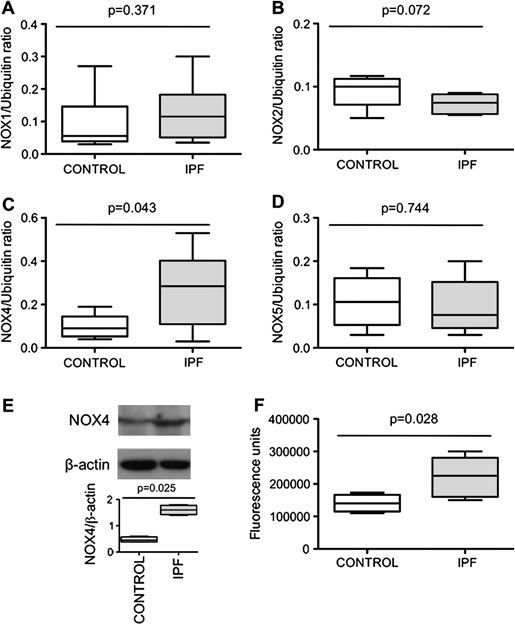 A
p=0.371
NOX1/Ubiquitin ratio
0.4
0.3
0.2
0.1
0.0
CONTROL
IPF
B
p=0.072
NOX2/Ubiquitin ratio
0.2
0.1
0.0
CONTROL
IPF
C
p=0.043
NOX4/Ubiquitin ratio
0.6
0.4
0.2
0.0
CONTROL
IPF
D
p=0.744
NOX5/Ubiquitin ratio
0.3
0.2
0.1
0.0
CONTROL
IPF
E
NOX4
β-actin
p=0.025
NOX4/β-actin
2
1
0
CONTROL
IPF
F
p=0.028
Fluorescence units
400000
300000
200000
100000
0
CONTROL
IPF